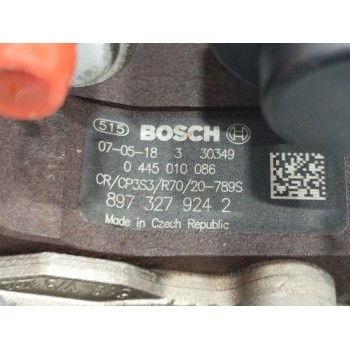 515 BOSCH
07-05-18 3 30349
0 445 010 086
CR/CP3S3/R70/20-789S
897 327 924 2
Made in Czech Republic